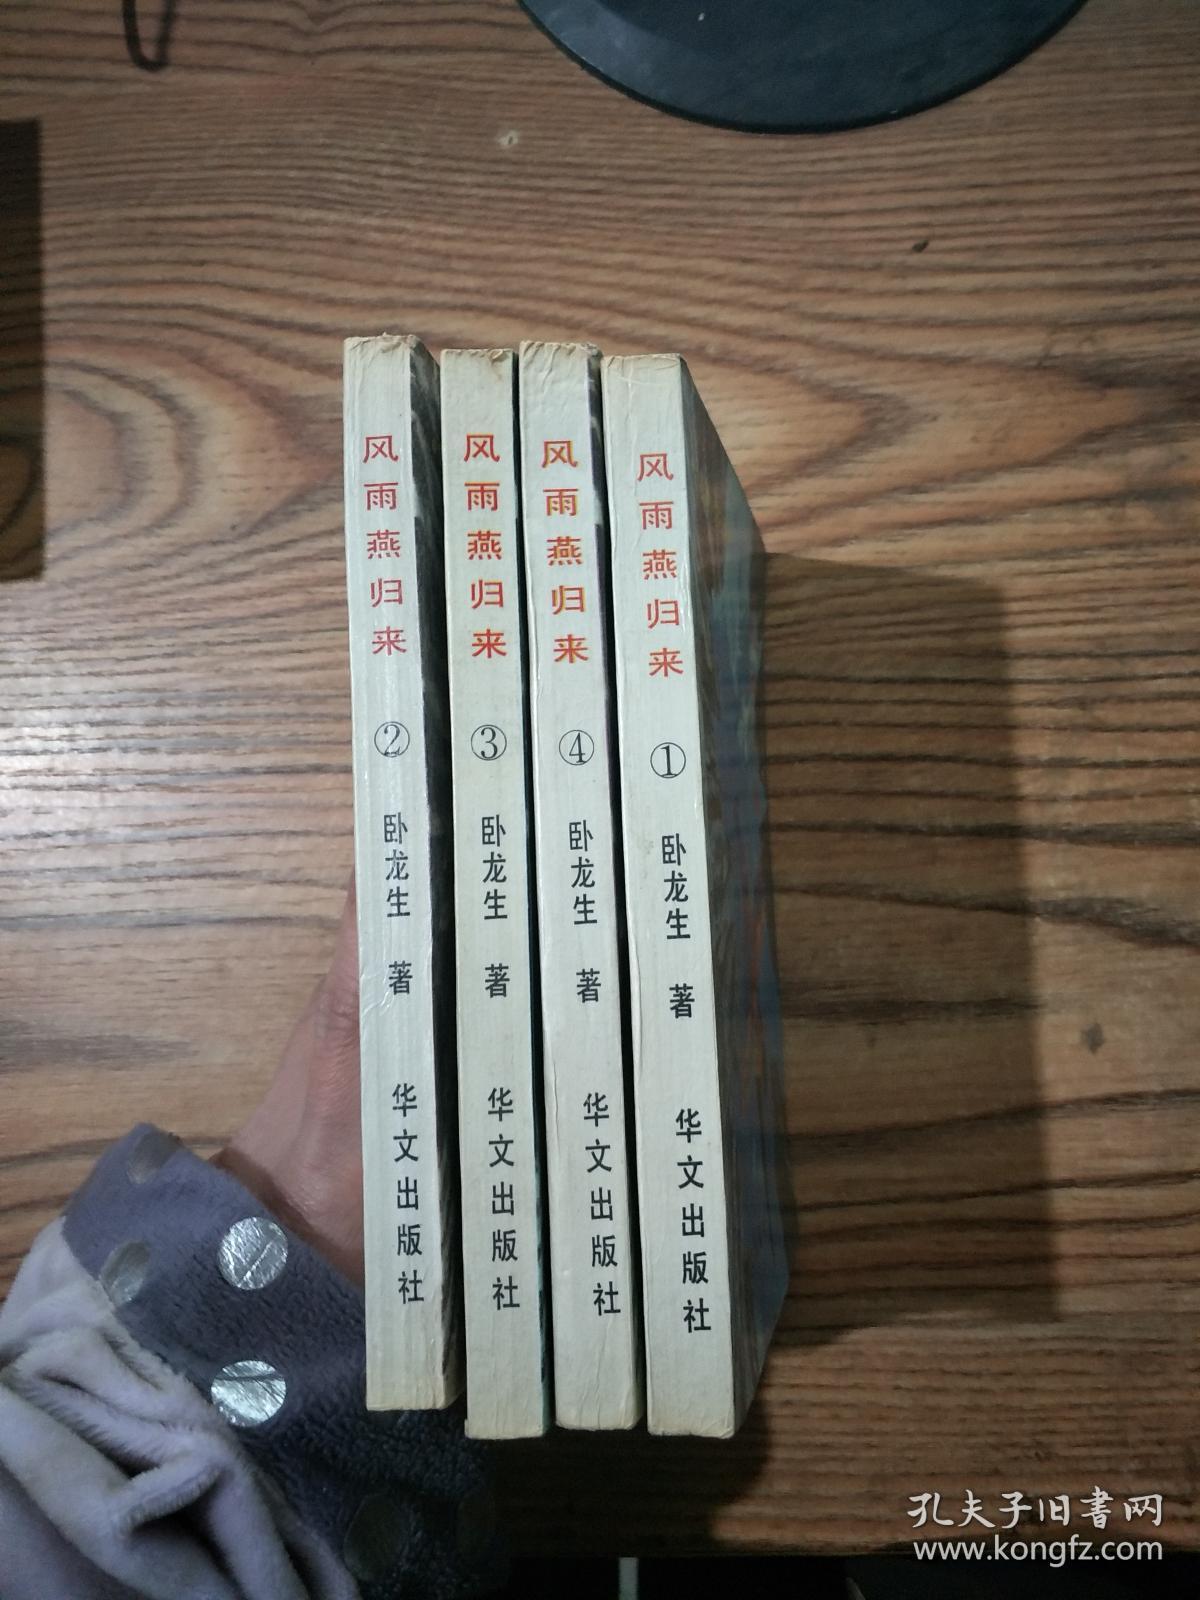 风雨燕归来
②
卧龙生 著
华文出版社
风雨燕归来
③
卧龙生 著
华文出版社
风雨燕归来
④
卧龙生 著
华文出版社
风雨燕归来
①
卧龙生 著
华文出版社
孔夫子旧书网
www.kongfz.com